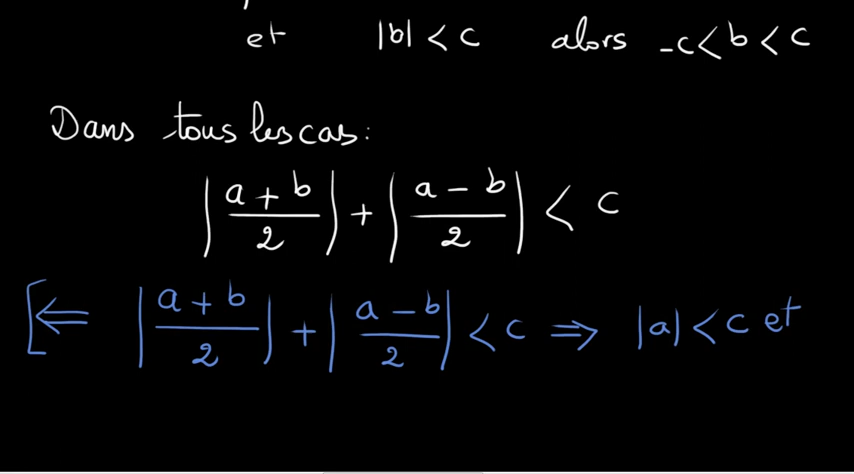 et |b| < c alors -c < b < c
Dans tous les cas:
|a + b / 2| + |a - b / 2| < c
[⇐ |a + b / 2| + |a - b / 2| < c ⇒ |a| < c et